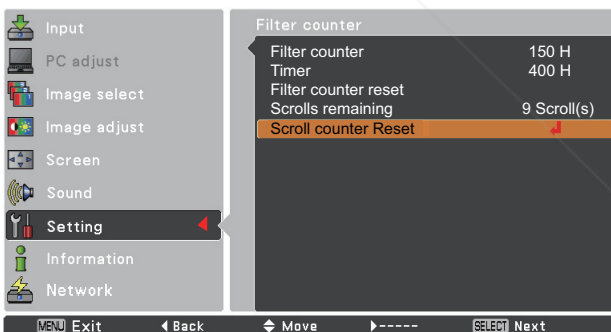 Input
PC adjust
Image select
Image adjust
Screen
Sound
Setting
Information
Network
Filter counter
Filter counter 150 H
Timer 400 H
Filter counter reset
Scrolls remaining 9 Scroll(s)
Scroll counter Reset
MENU Exit Back Move ----- SELECT Next